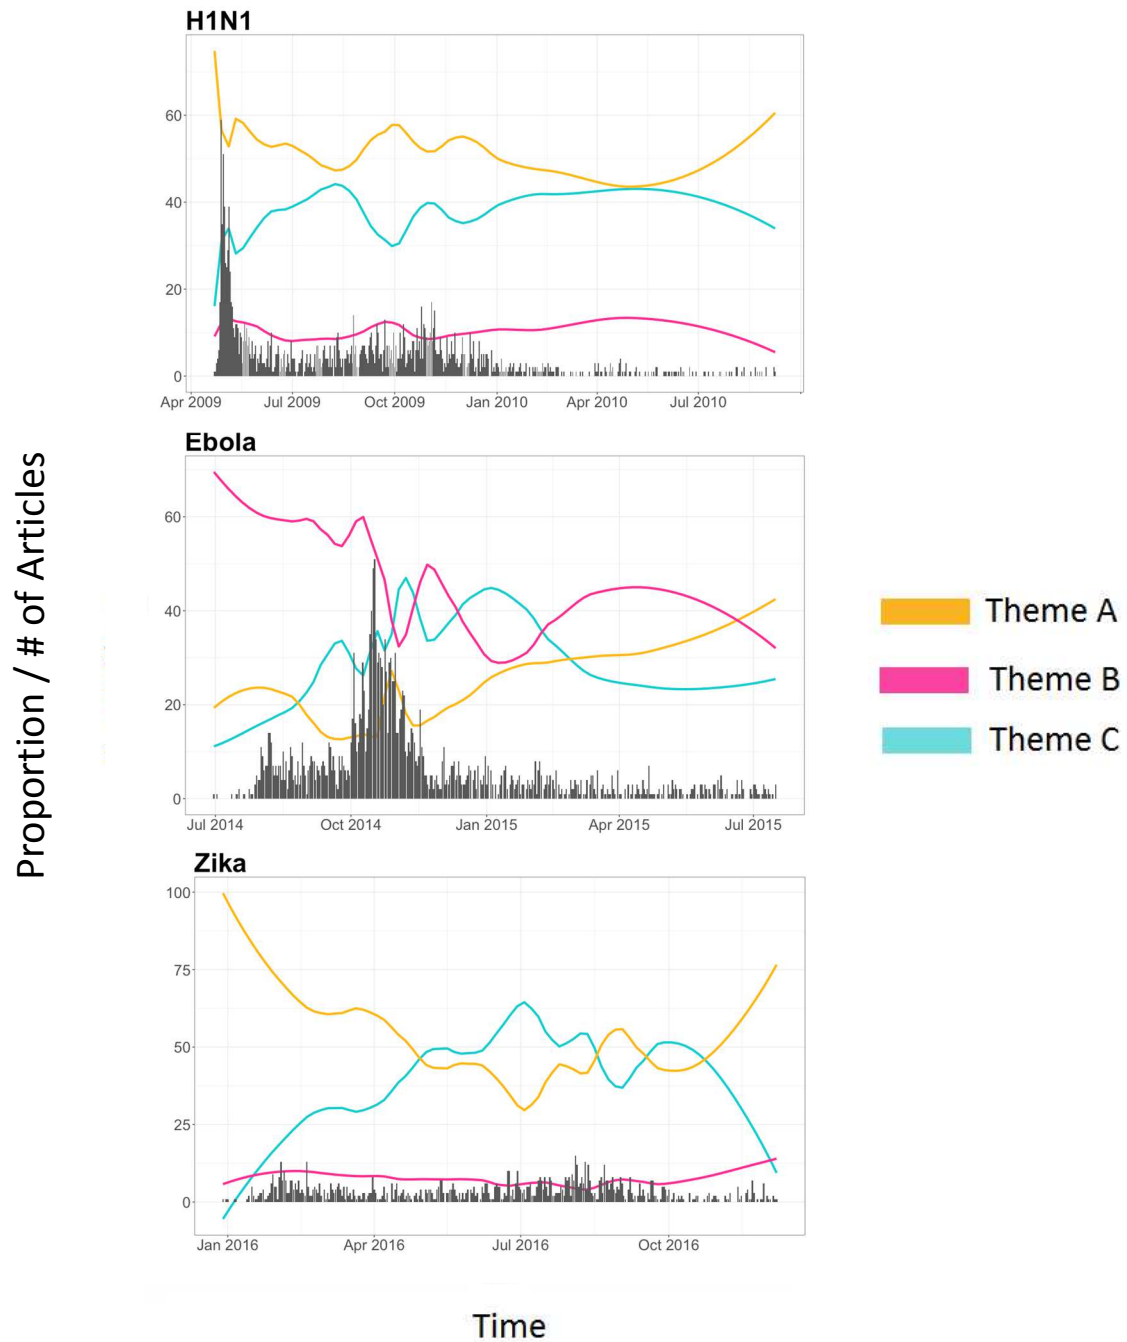 H1N1
60
40
20
0
Apr 2009 Jul 2009 Oct 2009 Jan 2010 Apr 2010 Jul 2010
Ebola
60
40
20
0
Jul 2014 Oct 2014 Jan 2015 Apr 2015 Jul 2015
Zika
100
75
50
25
0
Jan 2016 Apr 2016 Jul 2016 Oct 2016
Proportion / # of Articles
Time
Theme A
Theme B
Theme C